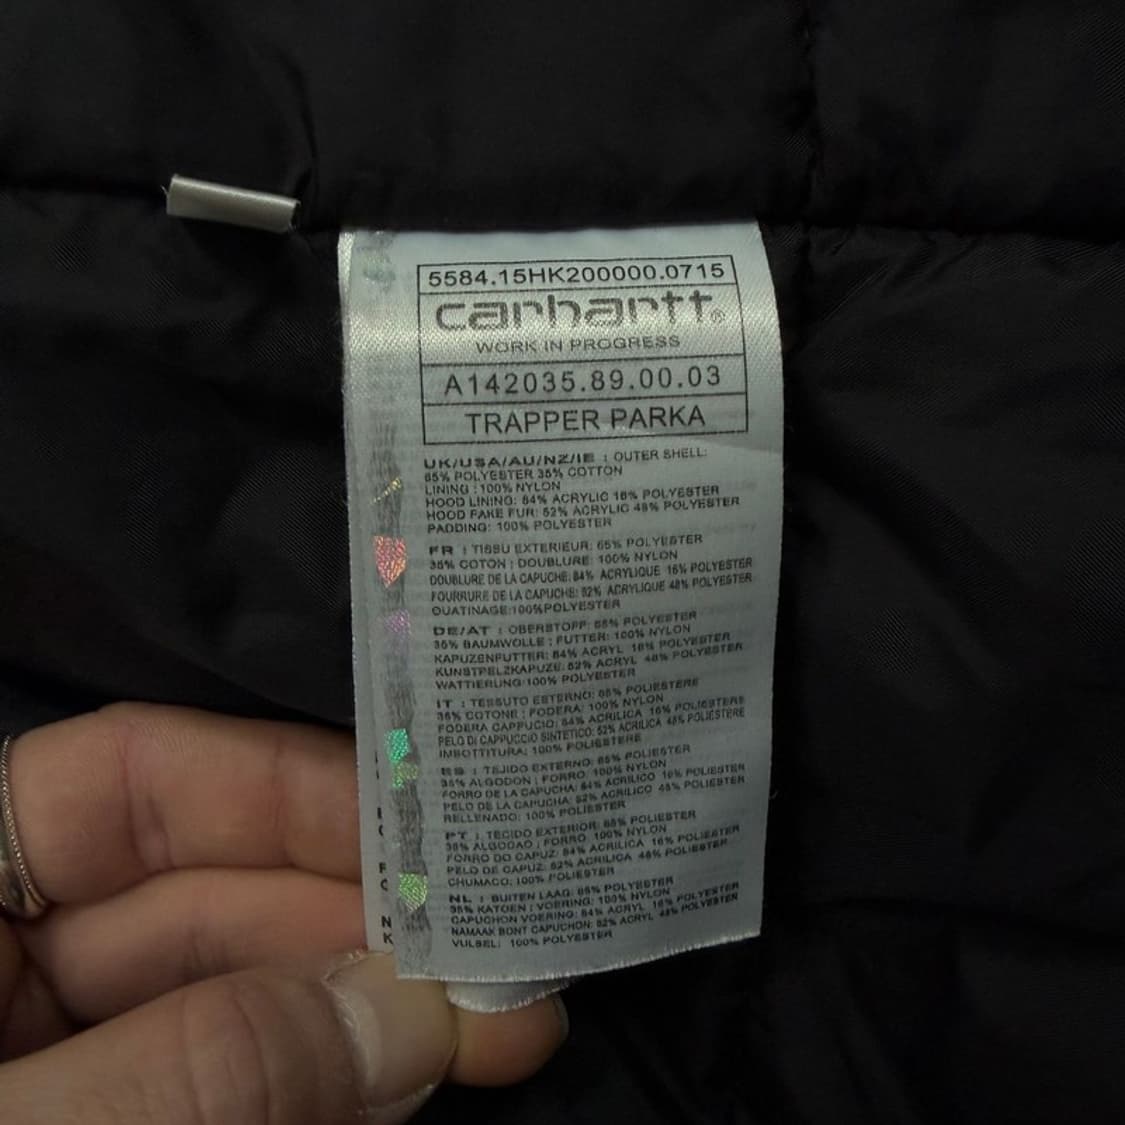 5584.15HK200000.0715
carhartt®
WORK IN PROGRESS
A142035.89.00.03
TRAPPER PARKA
UK/USA/AU/NZ/IE : OUTER SHELL:
65% POLYESTER 35% COTTON
LINING : 100% NYLON
HOOD LINING: 84% ACRYLIC 16% POLYESTER
HOOD FAKE FUR: 52% ACRYLIC 48% POLYESTER
PADDING: 100% POLYESTER
FR : TISSU EXTERIEUR: 65% POLYESTER
35% COTON ; DOUBLURE: 100% NYLON
DOUBLURE DE LA CAPUCHE: 84% ACRYLIQUE 16% POLYESTER
FOURRURE DE LA CAPUCHE: 52% ACRYLIQUE 48% POLYESTER
OUATINAGE:100%POLYESTER
DE/AT : OBERSTOFF: 65% POLYESTER
35% BAUMWOLLE ; FUTTER: 100% NYLON
KAPUZENFUTTER: 84% ACRYL 16% POLYESTER
KUNSTPELZKAPUZE: 52% ACRYL 48% POLYESTER
WATTIERUNG:100% POLYESTER
IT : TESSUTO ESTERNO: 65% POLIESTERE
35% COTONE ; FODERA: 100% NYLON
FODERA CAPPUCIO: 84% ACRILICA 16% POLIESTERE
PELO DI CAPPUCCIO SINTETICO: 52% ACRILICA 48% POLIESTERE
IMBOTTITURA: 100% POLIESTERE
ES : TEJIDO EXTERNO: 65% POLIESTER
35% ALGODON ; FORRO: 100% NYLON
FORRO DE LA CAPUCHA: 84% ACRILICO 16% POLIESTER
PELO DE LA CAPUCHA: 52% ACRILICO 48% POLIESTER
RELLENADO: 100% POLIESTER
PT : TECIDO EXTERIOR: 65% POLIESTER
35% ALGODAO ; FORRO 100% NYLON
FORRO DO CAPUZ: 84% ACRILICA 16% POLIESTER
PELO DE CAPUZ: 52% ACRILICA 48% POLIESTER
CHUMACO: 100% POLIESTER
NL : BUITEN LAAG: 65% POLYESTER
35% KATOEN ; VOERING: 100% NYLON
CAPUCHON VOERING: 84% ACRYL 16% POLYESTER
NAMAAK BONT CAPUCHON: 52% ACRYL 48% POLYESTER
VULSEL: 100% POLYESTER